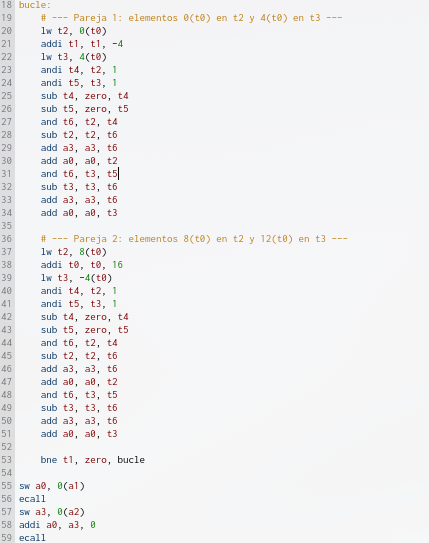 18 bucle:
19 # --- Pareja 1: elementos 0(t0) en t2 y 4(t0) en t3 ---
20 lw t2, 0(t0)
21 addi t1, t1, -4
22 lw t3, 4(t0)
23 andi t4, t2, 1
24 andi t5, t3, 1
25 sub t4, zero, t4
26 sub t5, zero, t5
27 and t6, t2, t4
28 sub t2, t2, t6
29 add a3, a3, t6
30 add a0, a0, t2
31 and t6, t3, t5
32 sub t3, t3, t6
33 add a3, a3, t6
34 add a0, a0, t3
35
36 # --- Pareja 2: elementos 8(t0) en t2 y 12(t0) en t3 ---
37 lw t2, 8(t0)
38 addi t0, t0, 16
39 lw t3, -4(t0)
40 andi t4, t2, 1
41 andi t5, t3, 1
42 sub t4, zero, t4
43 sub t5, zero, t5
44 and t6, t2, t4
45 sub t2, t2, t6
46 add a3, a3, t6
47 add a0, a0, t2
48 and t6, t3, t5
49 sub t3, t3, t6
50 add a3, a3, t6
51 add a0, a0, t3
52
53 bne t1, zero, bucle
54
55 sw a0, 0(a1)
56 ecall
57 sw a3, 0(a2)
58 addi a0, a3, 0
59 ecall